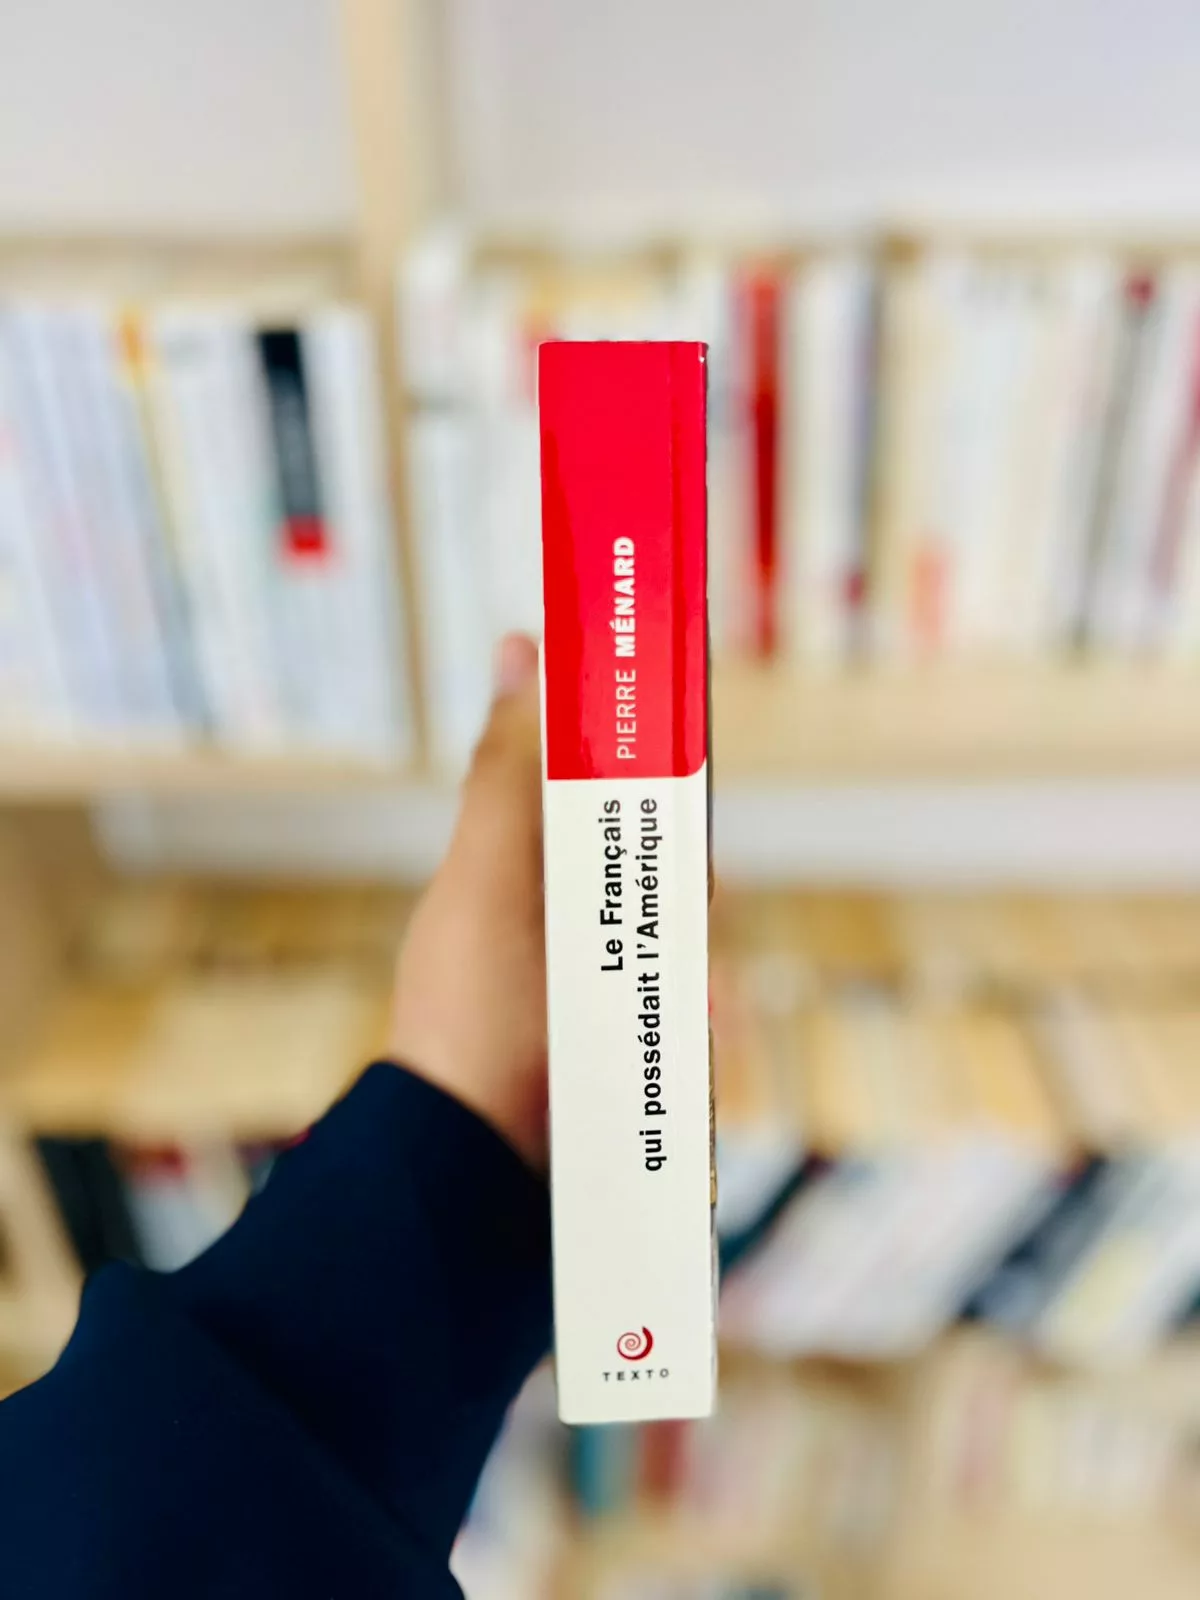 PIERRE MÉNARD
Le Français
qui possédait l'Amérique
TEXTO